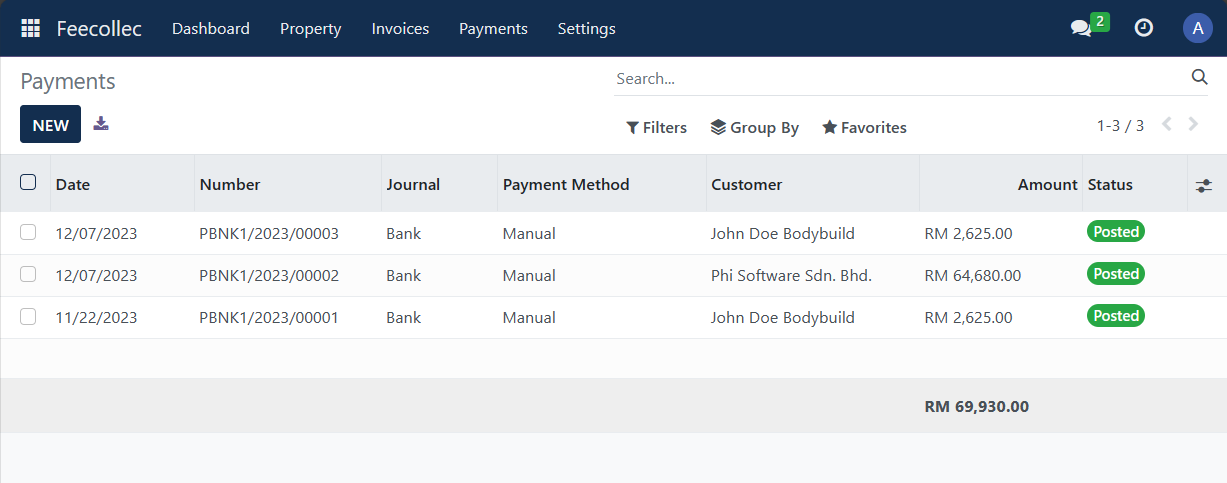 Feecollec Dashboard Property Invoices Payments Settings 2 A
Payments Search...
NEW Filters Group By Favorites 1-3 / 3
Date Number Journal Payment Method Customer Amount Status
12/07/2023 PBNK1/2023/00003 Bank Manual John Doe Bodybuild RM 2,625.00 Posted
12/07/2023 PBNK1/2023/00002 Bank Manual Phi Software Sdn. Bhd. RM 64,680.00 Posted
11/22/2023 PBNK1/2023/00001 Bank Manual John Doe Bodybuild RM 2,625.00 Posted
RM 69,930.00